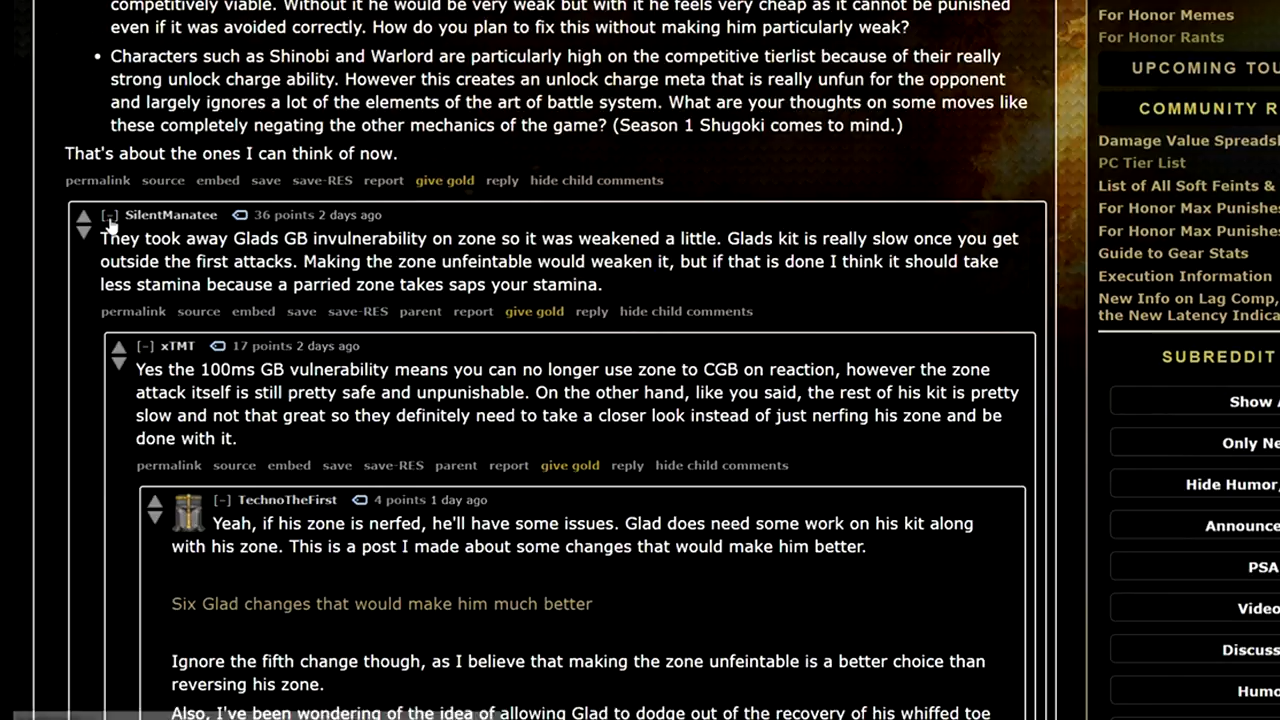 competitively viable. Without it he would be very weak but with it he feels very cheap as it cannot be punished
even if it was avoided correctly. How do you plan to fix this without making him particularly weak?
• Characters such as Shinobi and Warlord are particularly high on the competitive tierlist because of their really
strong unlock charge ability. However this creates an unlock charge meta that is really unfun for the opponent
and largely ignores a lot of the elements of the art of battle system. What are your thoughts on some moves like
these completely negating the other mechanics of the game? (Season 1 Shugoki comes to mind.)
That's about the ones I can think of now.
permalink source embed save save-RES report give gold reply hide child comments
[-] SilentManatee 36 points 2 days ago
They took away Glads GB invulnerability on zone so it was weakened a little. Glads kit is really slow once you get
outside the first attacks. Making the zone unfeintable would weaken it, but if that is done I think it should take
less stamina because a parried zone takes saps your stamina.
permalink source embed save save-RES parent report give gold reply hide child comments
[-] xTMT 17 points 2 days ago
Yes the 100ms GB vulnerability means you can no longer use zone to CGB on reaction, however the zone
attack itself is still pretty safe and unpunishable. On the other hand, like you said, the rest of his kit is pretty
slow and not that great so they definitely need to take a closer look instead of just nerfing his zone and be
done with it.
permalink source embed save save-RES parent report give gold reply hide child comments
[-] TechnoTheFirst 4 points 1 day ago
Yeah, if his zone is nerfed, he'll have some issues. Glad does need some work on his kit along
with his zone. This is a post I made about some changes that would make him better.
Six Glad changes that would make him much better
Ignore the fifth change though, as I believe that making the zone unfeintable is a better choice than
reversing his zone.
Also, I've been wondering of the idea of allowing Glad to dodge out of the recovery of his whiffed toe
For Honor Memes
For Honor Rants
UPCOMING TOU
COMMUNITY R
Damage Value Spreads
PC Tier List
List of All Soft Feints &
For Honor Max Punishe
For Honor Max Punishe
Guide to Gear Stats
Execution Information
New Info on Lag Comp,
the New Latency Indica
SUBREDDIT
Show A
Only Ne
Hide Humor,
Announce
PSA
Video
Discuss
Humo